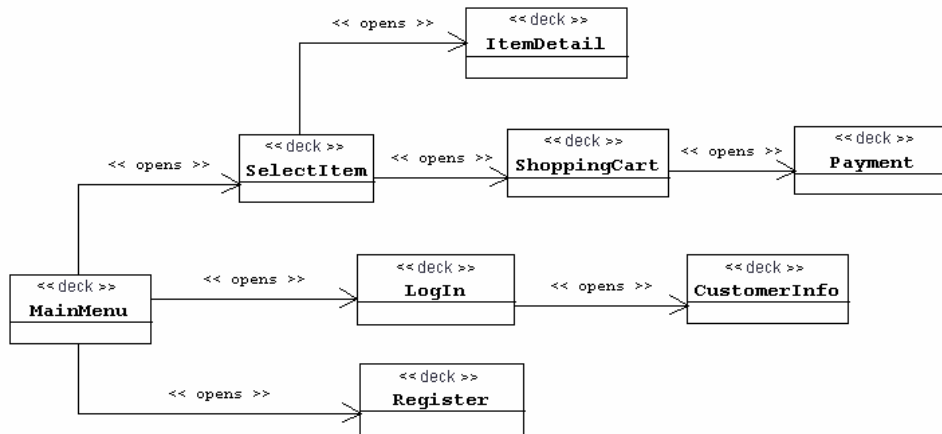 << deck >>
<< opens >>
ItemDetail
<< deck >>
<< deck >>
<< deck >>
<< opens >>
<< opens >>
<< opens >>
SelectItem
ShoppingCart
Payment
<< deck >>
<< deck >>
<< deck >>
<< opens >>
<< opens >>
MainMenu
LogIn
CustomerInfo
<< deck >>
<< opens >>
Register